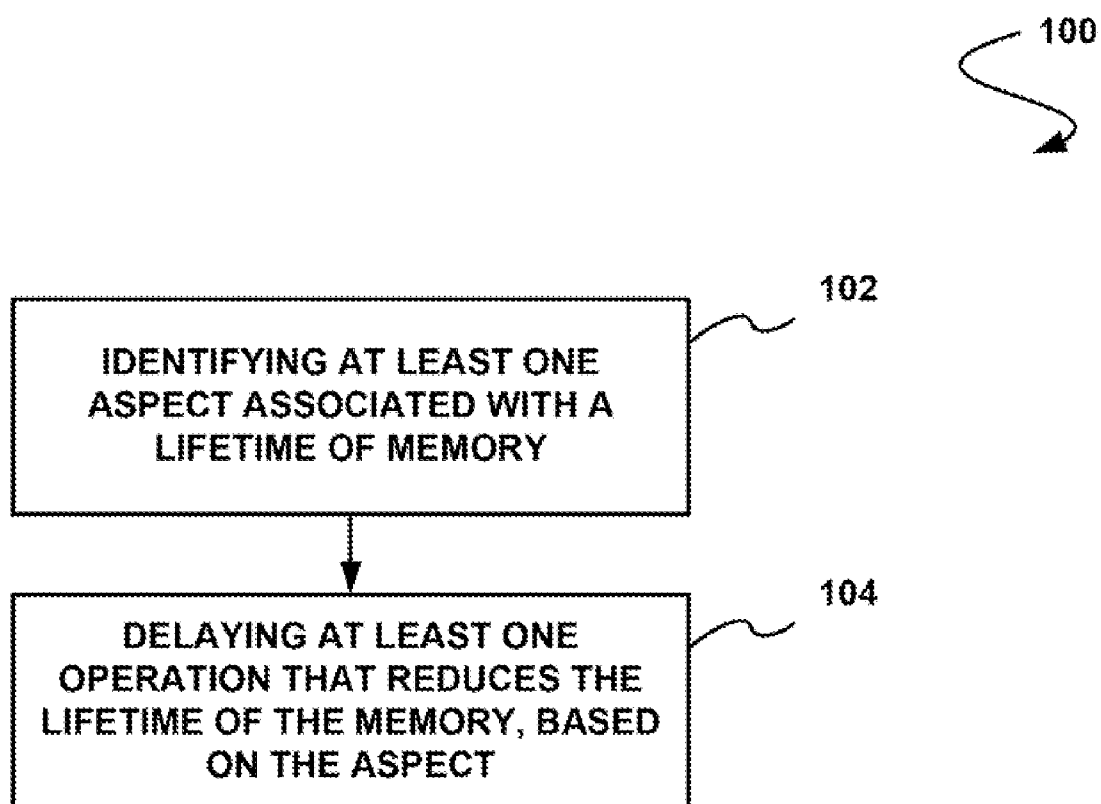 100
102
IDENTIFYING AT LEAST ONE
ASPECT ASSOCIATED WITH A
LIFETIME OF MEMORY
104
DELAYING AT LEAST ONE
OPERATION THAT REDUCES THE
LIFETIME OF THE MEMORY, BASED
ON THE ASPECT